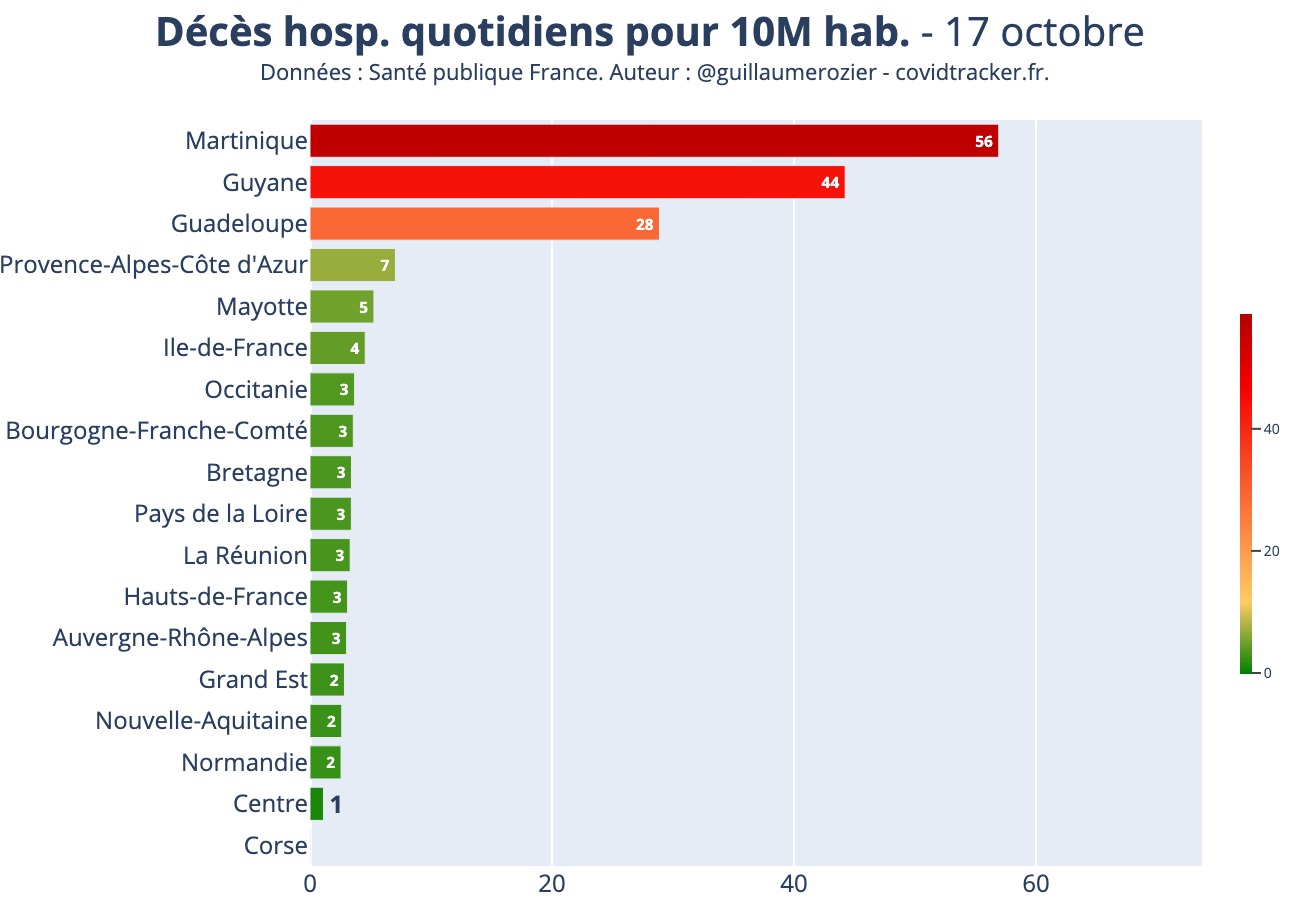 Décès hosp. quotidiens pour 10M hab. - 17 octobre
Données : Santé publique France. Auteur : @guillaumerozier - covidtracker.fr.
Martinique 56
Guyane 44
Guadeloupe 28
Provence-Alpes-Côte d'Azur 7
Mayotte 5
Ile-de-France 4
Occitanie 3
Bourgogne-Franche-Comté 3
Bretagne 3
Pays de la Loire 3
La Réunion 3
Hauts-de-France 3
Auvergne-Rhône-Alpes 3
Grand Est 2
Nouvelle-Aquitaine 2
Normandie 2
Centre 1
Corse
0 20 40 60
40
20
0